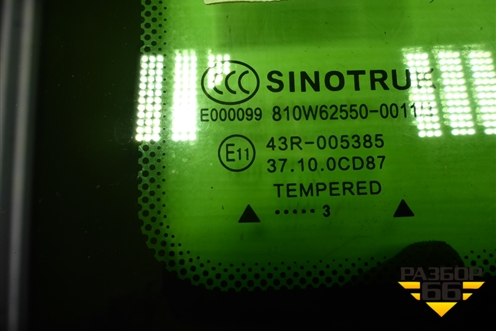 CCC SINOTRUK
E000099 810W62550-0011
E11 43R-005385
37.10.0CD87
TEMPERED
▲ ····· 3 ▲
РАЗБОР
66